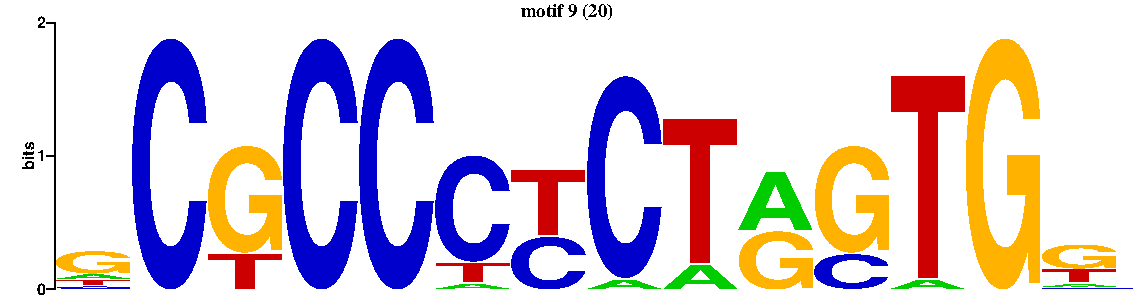 motif 9 (20)
2
bits
1
0
G C G C C C T C T A G T G G
A T T C A A G C A T
T A A
C C